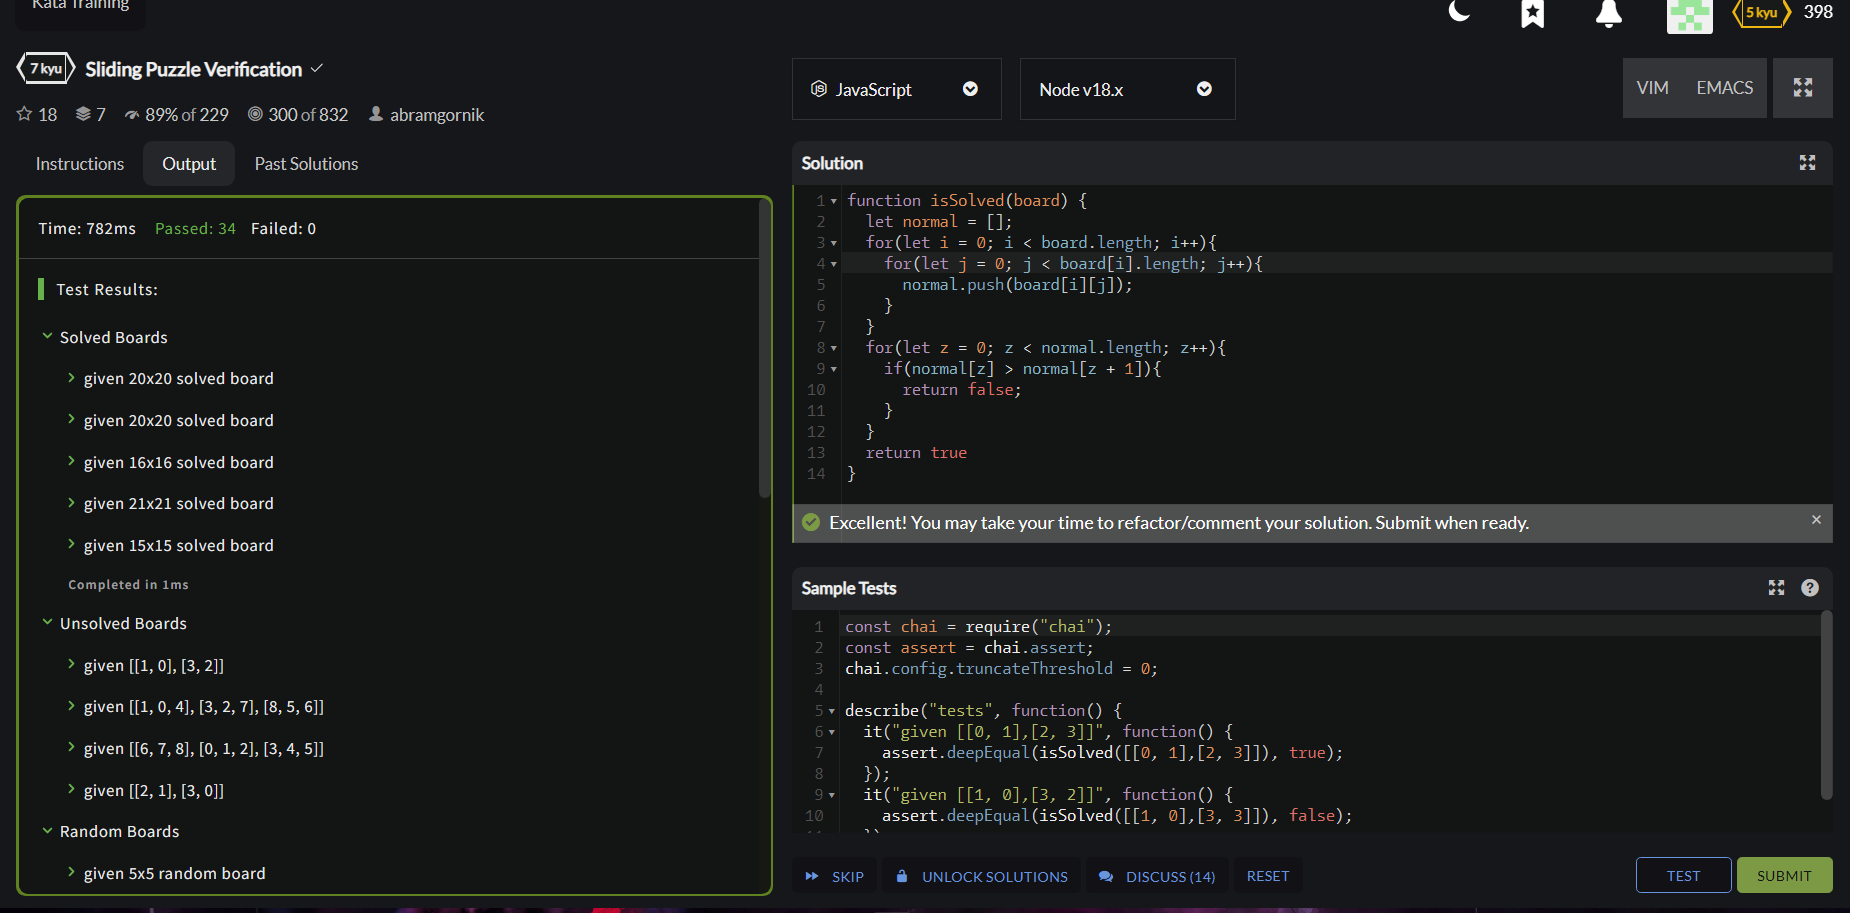 Kata Training
5 kyu 398
7 kyu Sliding Puzzle Verification
18 7 89% of 229 300 of 832 abramgornik
Instructions Output Past Solutions
Time: 782ms Passed: 34 Failed: 0
Test Results:
Solved Boards
given 20x20 solved board
given 20x20 solved board
given 16x16 solved board
given 21x21 solved board
given 15x15 solved board
Completed in 1ms
Unsolved Boards
given [[1, 0], [3, 2]]
given [[1, 0, 4], [3, 2, 7], [8, 5, 6]]
given [[6, 7, 8], [0, 1, 2], [3, 4, 5]]
given [[2, 1], [3, 0]]
Random Boards
given 5x5 random board
JavaScript Node v18.x VIM EMACS
Solution
1 function isSolved(board) {
2 let normal = [];
3 for(let i = 0; i < board.length; i++){
4 for(let j = 0; j < board[i].length; j++){
5 normal.push(board[i][j]);
6 }
7 }
8 for(let z = 0; z < normal.length; z++){
9 if(normal[z] > normal[z + 1]){
10 return false;
11 }
12 }
13 return true
14 }
Excellent! You may take your time to refactor/comment your solution. Submit when ready.
Sample Tests
1 const chai = require("chai");
2 const assert = chai.assert;
3 chai.config.truncateThreshold = 0;
4
5 describe("tests", function() {
6 it("given [[0, 1],[2, 3]]", function() {
7 assert.deepEqual(isSolved([[0, 1],[2, 3]]), true);
8 });
9 it("given [[1, 0],[3, 2]]", function() {
10 assert.deepEqual(isSolved([[1, 0],[3, 3]]), false);
SKIP UNLOCK SOLUTIONS DISCUSS (14) RESET TEST SUBMIT